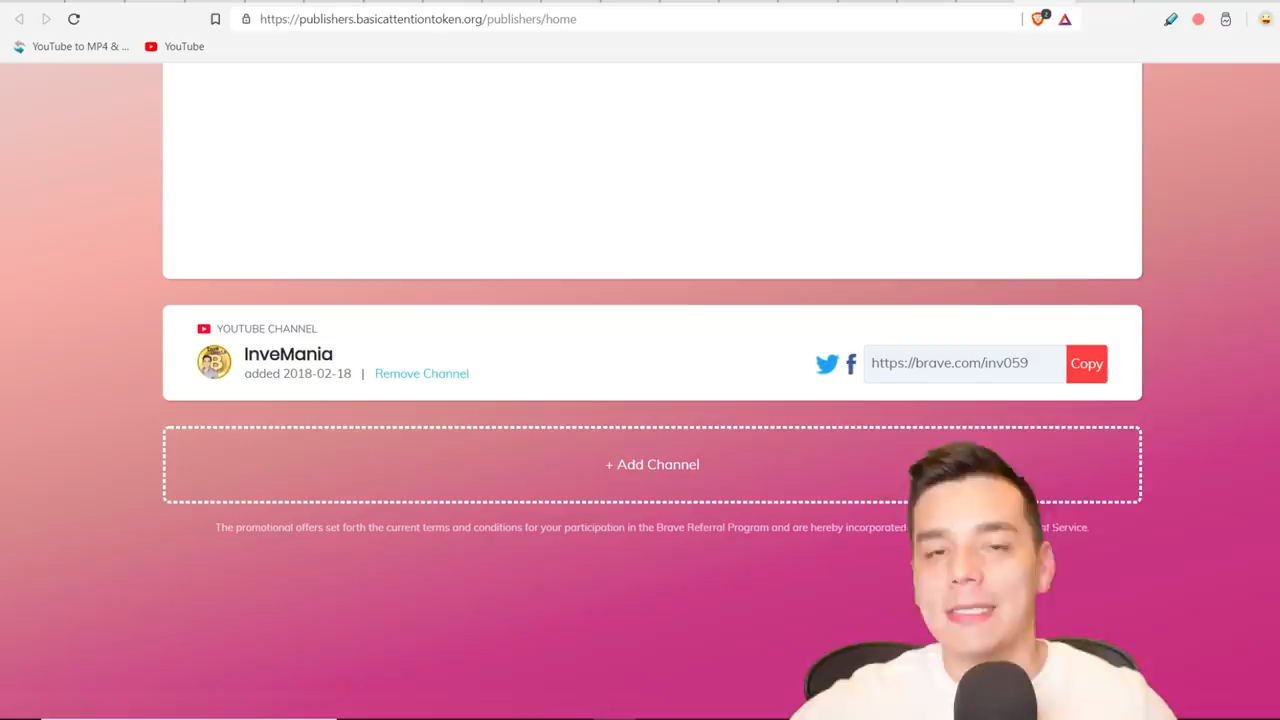 https://publishers.basicattentiontoken.org/publishers/home
2
YouTube to MP4 & ...
YouTube
YOUTUBE CHANNEL
InveMania
added 2018-02-18 | Remove Channel
https://brave.com/inv059
Copy
+ Add Channel
The promotional offers set forth the current terms and conditions for your participation in the Brave Referral Program and are hereby incorporated
Service.